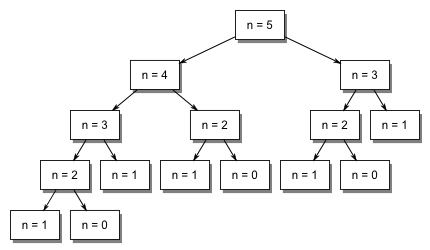 n = 5
n = 4
n = 3
n = 3
n = 2
n = 2
n = 1
n = 2
n = 1
n = 1
n = 0
n = 1
n = 0
n = 1
n = 0